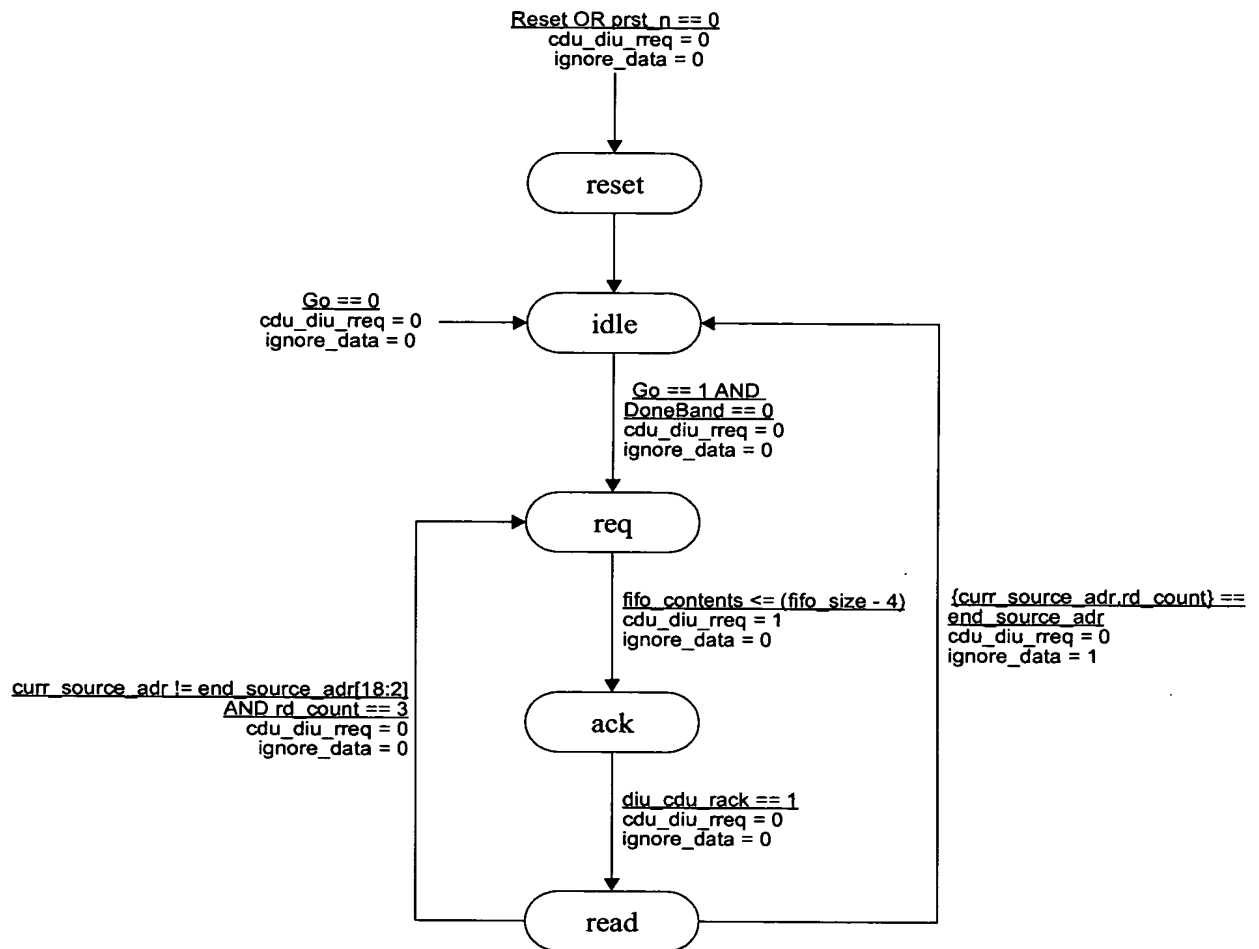 Reset OR prst_n == 0
cdu_diu_rreq = 0
ignore_data = 0
reset
Go == 0
cdu_diu_rreq = 0
ignore_data = 0
idle
Go == 1 AND
DoneBand == 0
cdu_diu_rreq = 0
ignore_data = 0
req
fifo_contents <= (fifo_size - 4)
cdu_diu_rreq = 1
ignore_data = 0
{curr_source_adr,rd_count} ==
end_source_adr
cdu_diu_rreq = 0
ignore_data = 1
curr_source_adr != end_source_adr[18:2]
AND rd_count == 3
cdu_diu_rreq = 0
ignore_data = 0
ack
diu_cdu_rack == 1
cdu_diu_rreq = 0
ignore_data = 0
read